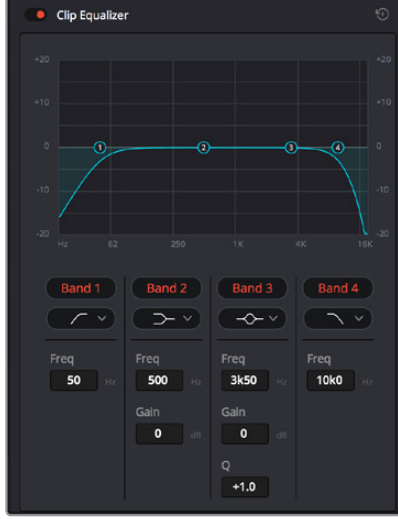 Clip Equalizer
+20 +20
+10 +10
0 0
-10 -10
-20 -20
Hz 62 250 1K 4K 16K
1 2 3 4
Band 1 Band 2 Band 3 Band 4
Freq Freq Freq Freq
50 Hz 500 Hz 3k50 Hz 10k0 Hz
Gain Gain
0 dB 0 dB
Q
+1.0